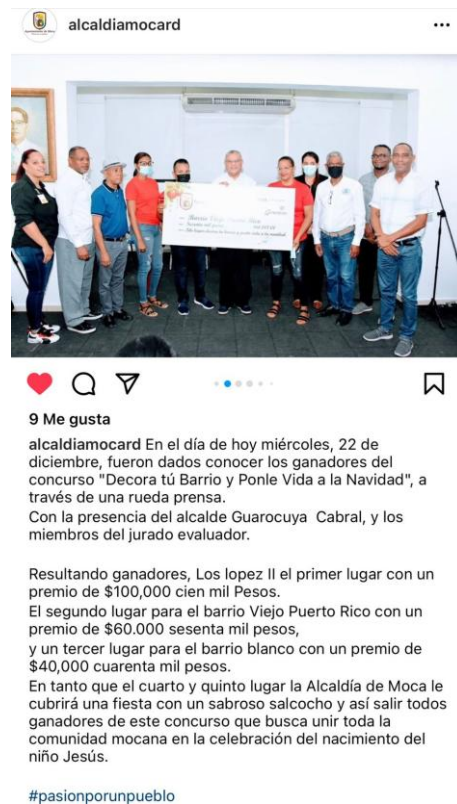 alcaldiamocard
9 Me gusta
alcaldiamocard En el día de hoy miércoles, 22 de
diciembre, fueron dados conocer los ganadores del
concurso "Decora tú Barrio y Ponle Vida a la Navidad", a
través de una rueda prensa.
Con la presencia del alcalde Guarocuya  Cabral, y los
miembros del jurado evaluador.
Resultando ganadores, Los lopez II el primer lugar con un
premio de $100,000 cien mil Pesos.
El segundo lugar para el barrio Viejo Puerto Rico con un
premio de $60.000 sesenta mil pesos,
y un tercer lugar para el barrio blanco con un premio de
$40,000 cuarenta mil pesos.
En tanto que el cuarto y quinto lugar la Alcaldía de Moca le
cubrirá una fiesta con un sabroso salcocho y así salir todos
ganadores de este concurso que busca unir toda la
comunidad mocana en la celebración del nacimiento del
niño Jesús.
#pasionporunpueblo